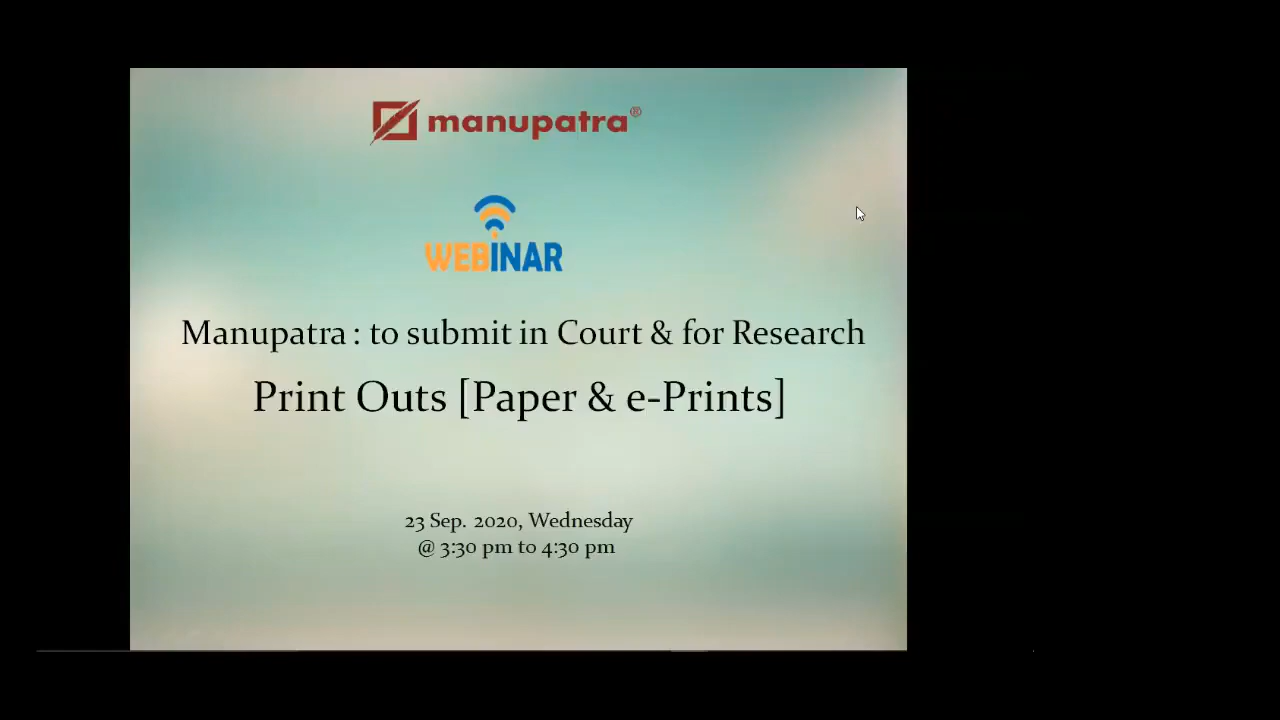 manupatra®
WEBINAR
Manupatra : to submit in Court & for Research
Print Outs [Paper & e-Prints]
23 Sep. 2020, Wednesday
@ 3:30 pm to 4:30 pm